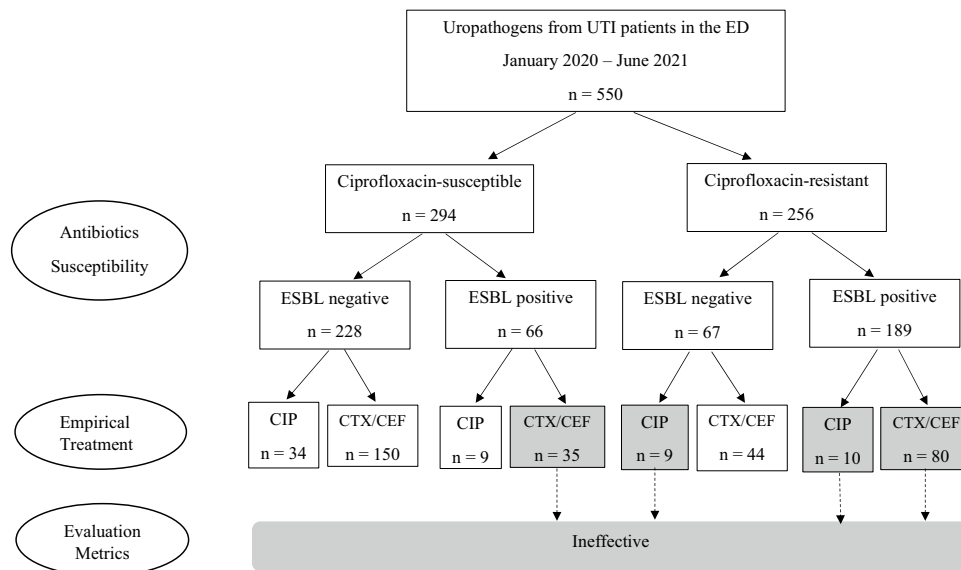 Uropathogens from UTI patients in the ED
January 2020 – June 2021
n = 550
Ciprofloxacin-susceptible
n = 294
Ciprofloxacin-resistant
n = 256
Antibiotics
Susceptibility
ESBL negative
n = 228
ESBL positive
n = 66
ESBL negative
n = 67
ESBL positive
n = 189
Empirical
Treatment
CIP
n = 34
CTX/CEF
n = 150
CIP
n = 9
CTX/CEF
n = 35
CIP
n = 9
CTX/CEF
n = 44
CIP
n = 10
CTX/CEF
n = 80
Evaluation
Metrics
Ineffective